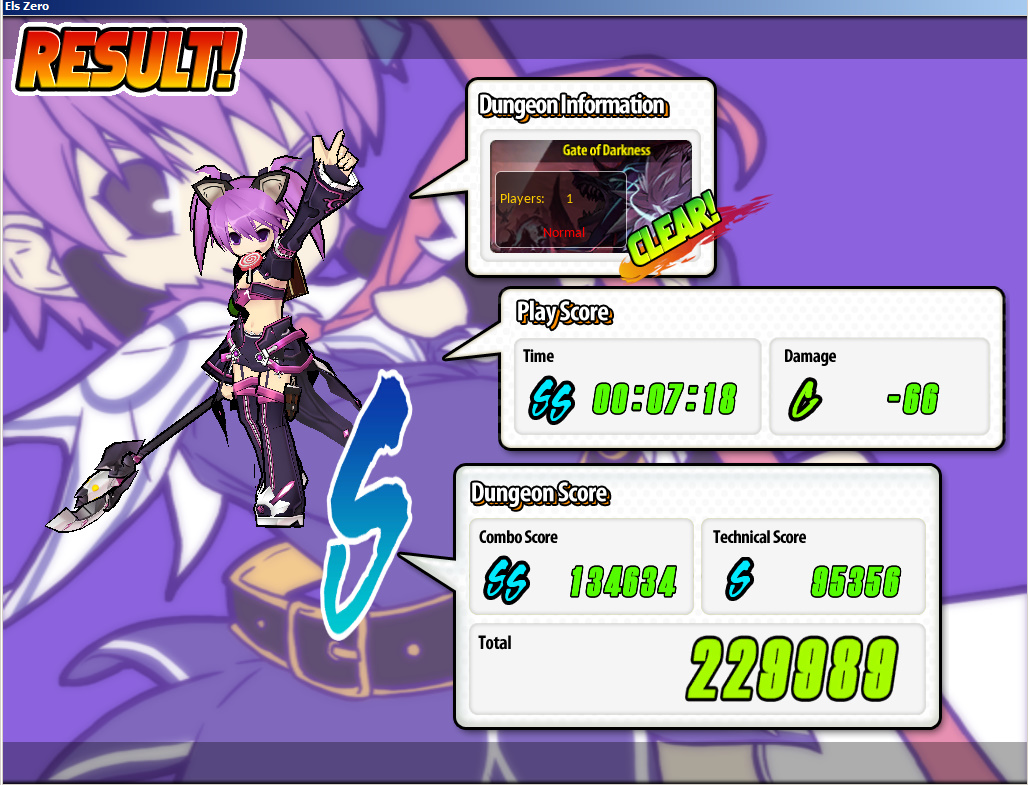 Els Zero
RESULT!
Dungeon Information
Gate of Darkness
Players: 1
Normal
CLEAR!
Play Score
Time
SS 00:07:18
Damage
C -66
S
Dungeon Score
Combo Score
SS 134634
Technical Score
S 95356
Total
229989